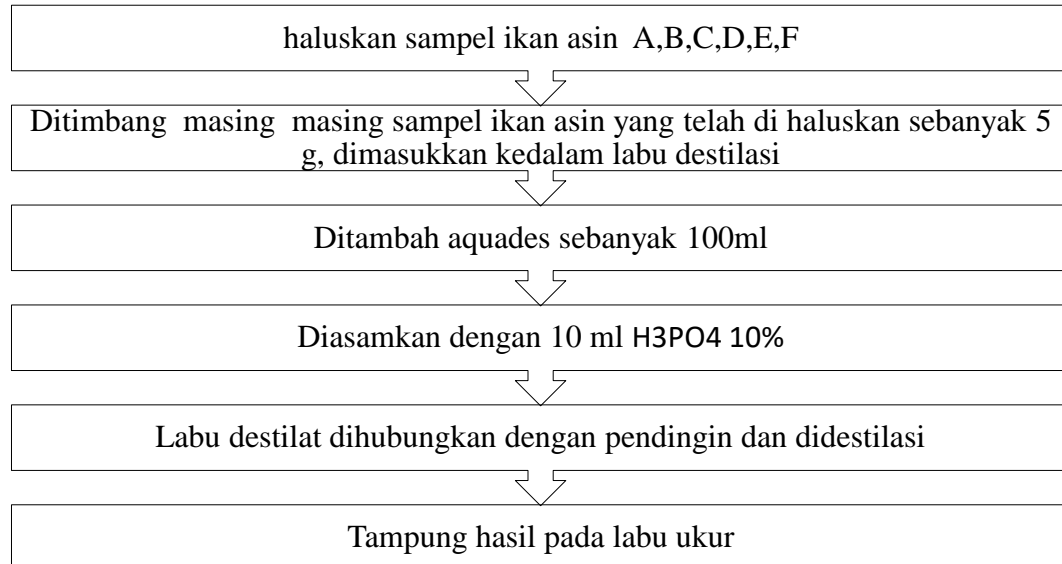 haluskan sampel ikan asin A,B,C,D,E,F
Ditimbang masing masing sampel ikan asin yang telah di haluskan sebanyak 5
g, dimasukkan kedalam labu destilasi
Ditambah aquades sebanyak 100ml
Diasamkan dengan 10 ml H3PO4 10%
Labu destilat dihubungkan dengan pendingin dan didestilasi
Tampung hasil pada labu ukur